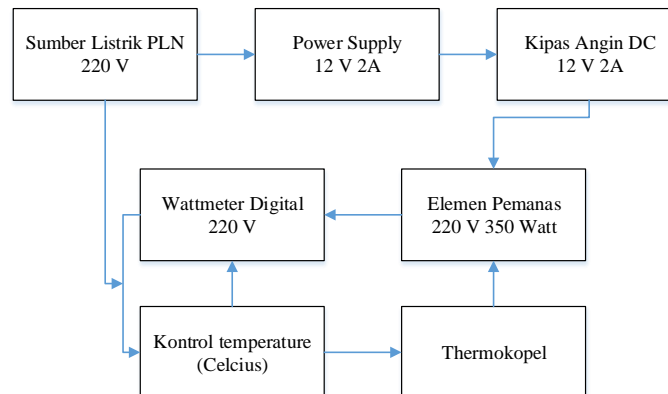 Sumber Listrik PLN
220 V
Power Supply
12 V 2A
Kipas Angin DC
12 V 2A
Wattmeter Digital
220 V
Elemen Pemanas
220 V 350 Watt
Kontrol temperature
(Celcius)
Thermokopel